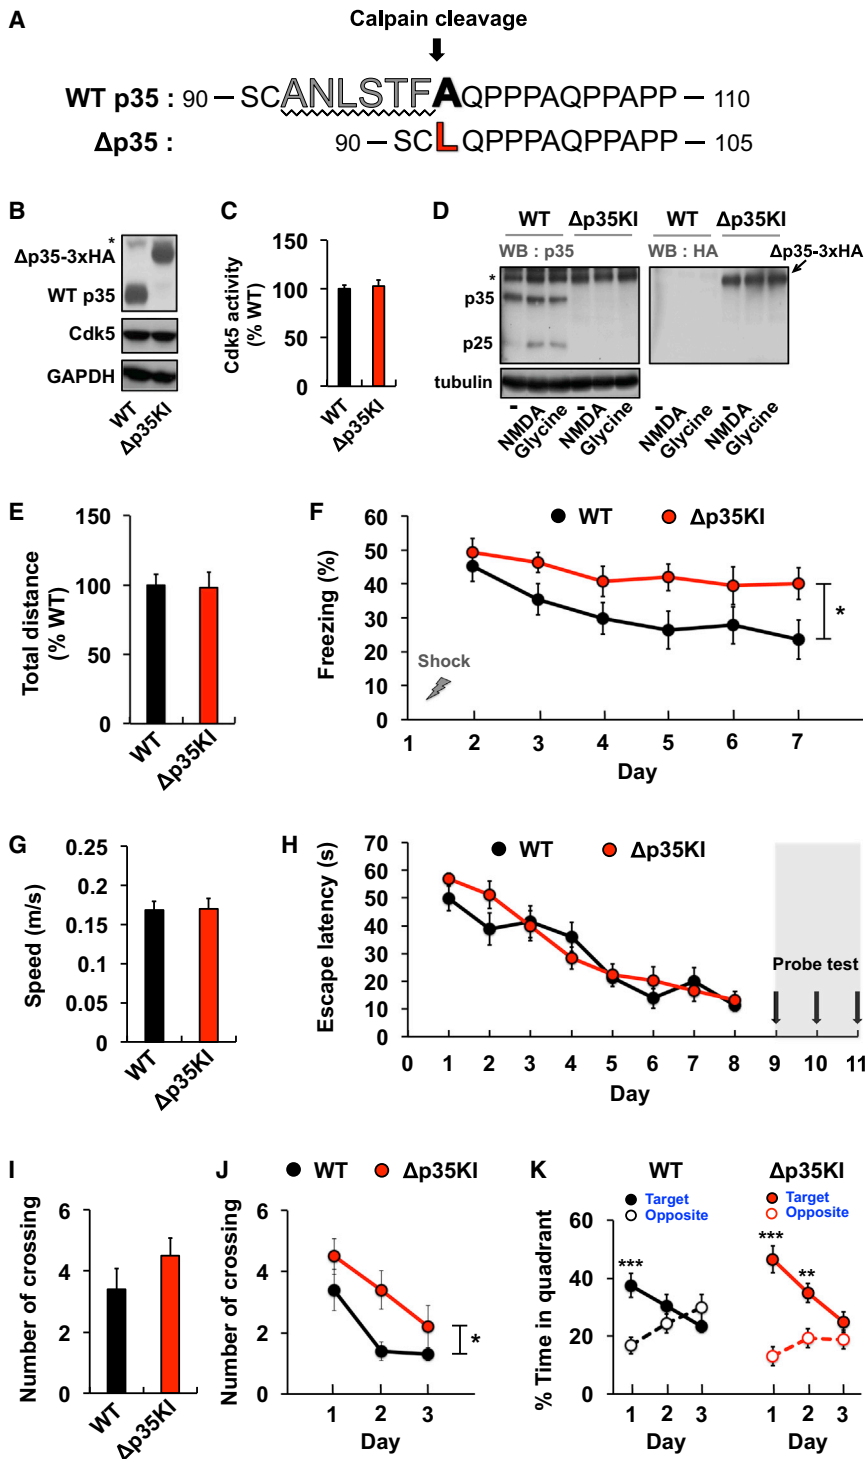 A
Calpain cleavage
WT p35 : 90 – SCANLSTFAQPPPAQPPAPP – 110
Δp35 : 90 – SCLQPPPAQPPAPP – 105
B
*
Δp35-3xHA
WT p35
Cdk5
GAPDH
WT
Δp35KI
C
Cdk5 activity
(% WT)
150
100
50
0
WT
Δp35KI
D
WT Δp35KI WT Δp35KI
WB : p35 WB : HA
Δp35-3xHA
*
p35
p25
tubulin
-
NMDA
Glycine
-
NMDA
Glycine
-
NMDA
Glycine
-
NMDA
Glycine
E
Total distance
(% WT)
150
100
50
0
WT
Δp35KI
F
WT Δp35KI
Freezing (%)
60
50
40
30
20
10
0
Shock
*
1 2 3 4 5 6 7
Day
G
Speed (m/s)
0.25
0.2
0.15
0.1
0.05
0
WT
Δp35KI
H
WT Δp35KI
Escape latency (s)
70
60
50
40
30
20
10
0
Probe test
0 1 2 3 4 5 6 7 8 9 10 11
Day
I
Number of crossing
6
4
2
0
WT
Δp35KI
J
WT Δp35KI
Number of crossing
6
4
2
0
*
1 2 3
Day
K
WT Δp35KI
Target
Opposite
Target
Opposite
% Time in quadrant
60
40
20
0
***
***
**
1 2 3
Day
1 2 3
Day